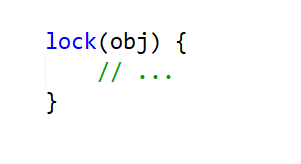 lock(obj) {
    // ...
}